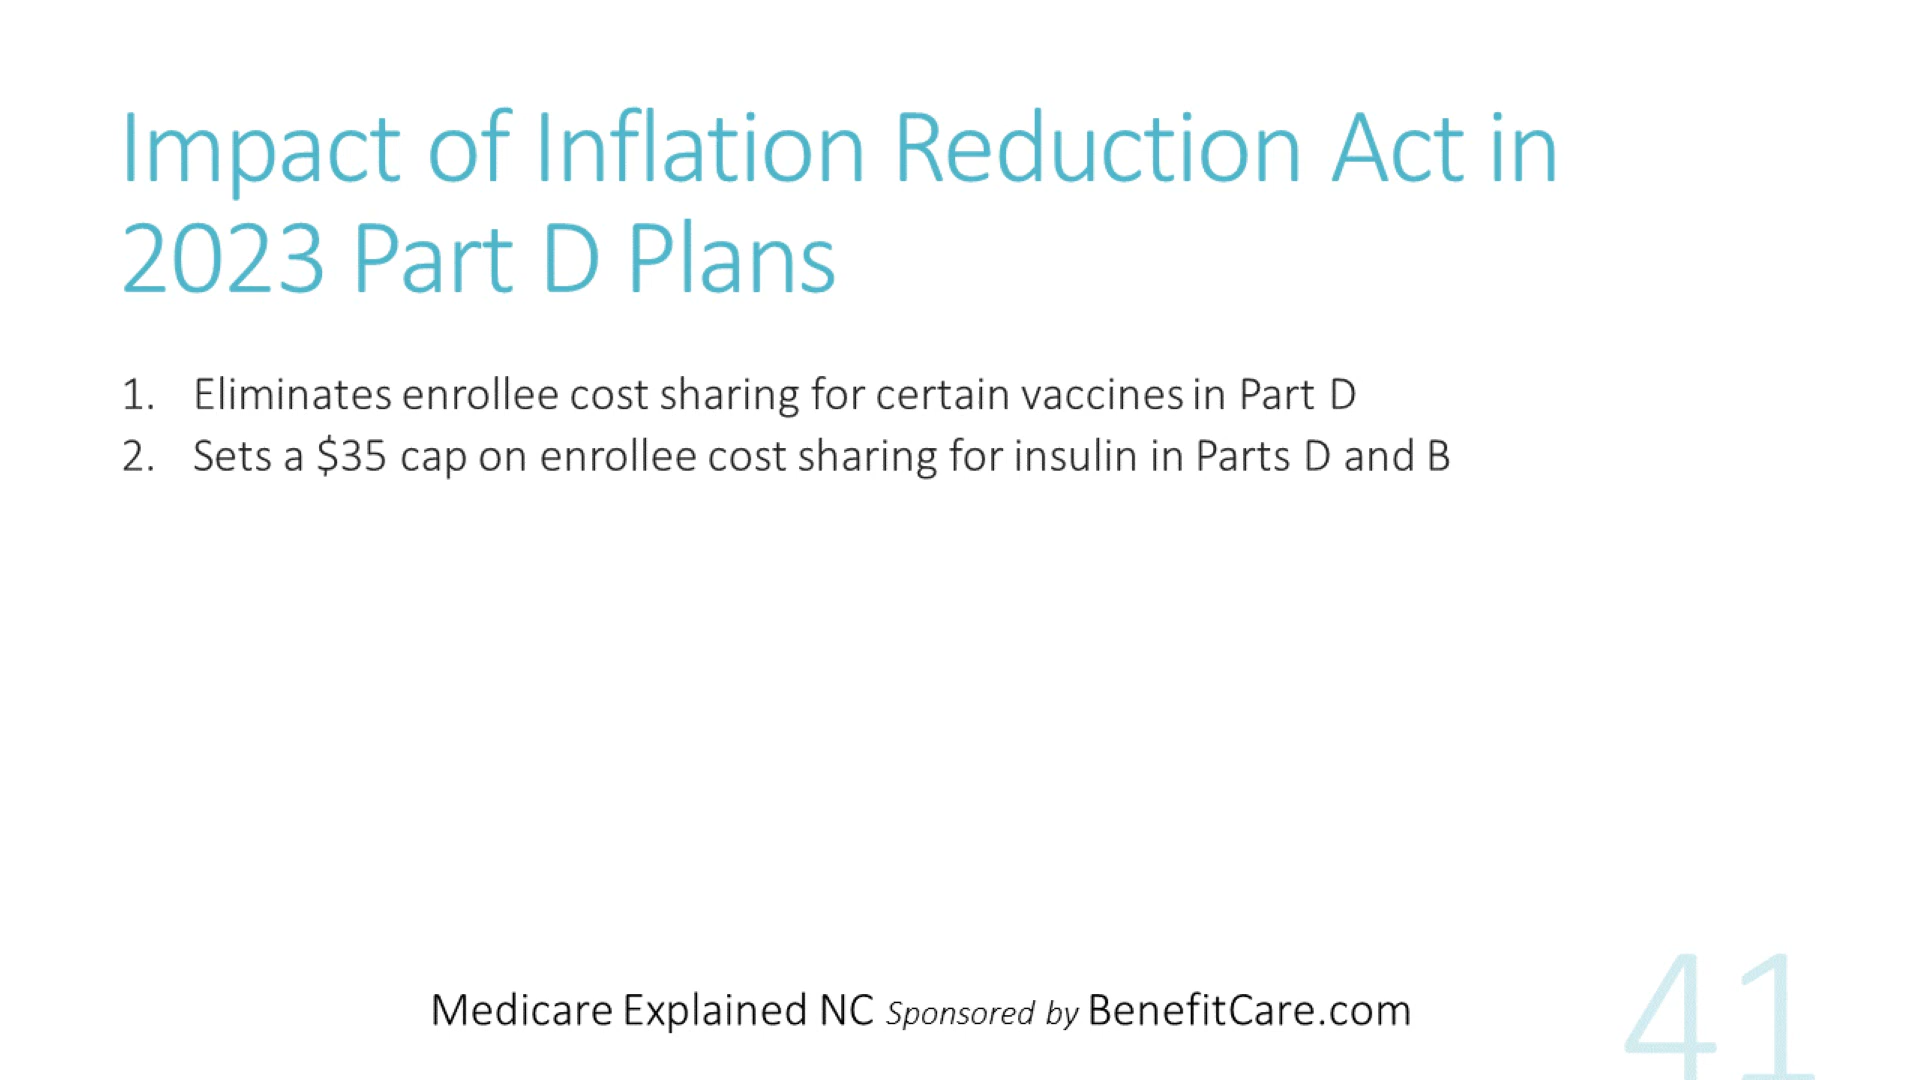 Impact of Inflation Reduction Act in
2023 Part D Plans
1. Eliminates enrollee cost sharing for certain vaccines in Part D
2. Sets a $35 cap on enrollee cost sharing for insulin in Parts D and B
Medicare Explained NC Sponsored by BenefitCare.com
41